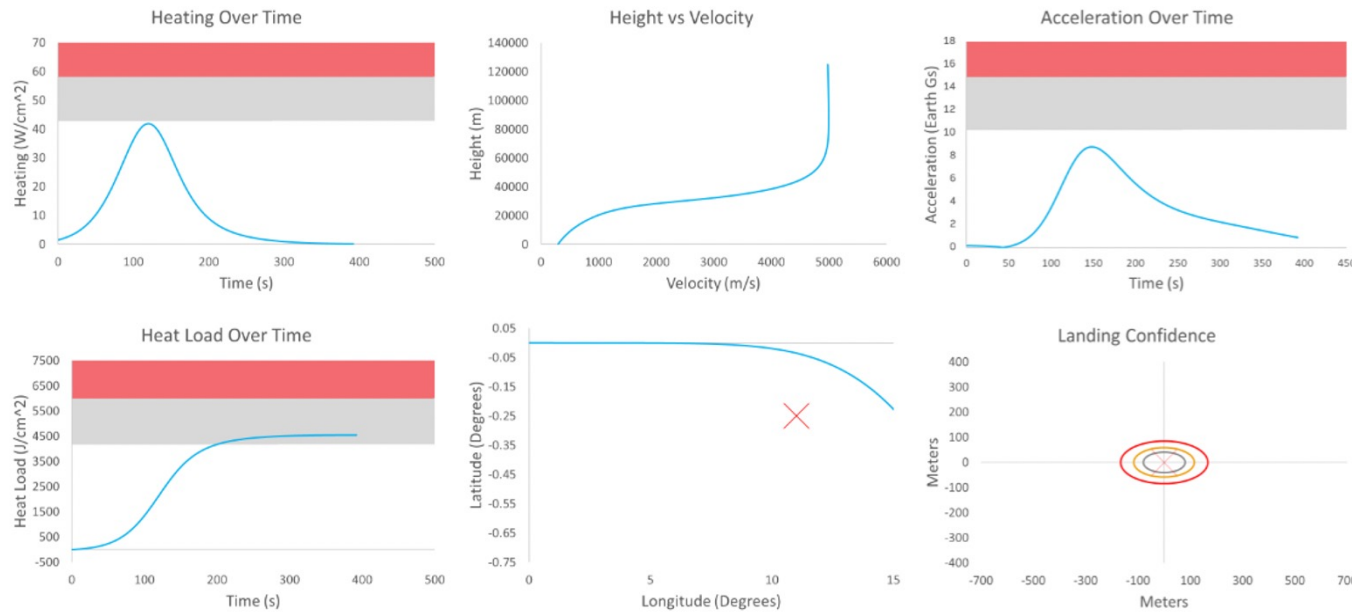 Heating Over Time
70
60
50
40
30
20
10
0
0 100 200 300 400 500
Heating (W/cm^2)
Time (s)
Height vs Velocity
140000
120000
100000
80000
60000
40000
20000
0
0 1000 2000 3000 4000 5000 6000
Height (m)
Velocity (m/s)
Acceleration Over Time
18
16
14
12
10
8
6
4
2
0
0 50 100 150 200 250 300 350 400 450
Acceleration (Earth Gs)
Time (s)
Heat Load Over Time
7500
6500
5500
4500
3500
2500
1500
500
-500
0 100 200 300 400 500
Heat Load (J/cm^2)
Time (s)
0.05
-0.05
-0.15
-0.25
-0.35
-0.45
-0.55
-0.65
-0.75
0 5 10 15
Latitude (Degrees)
Longitude (Degrees)
Landing Confidence
400
300
200
100
0
-100
-200
-300
-400
-700 -500 -300 -100 100 300 500 700
Meters
Meters